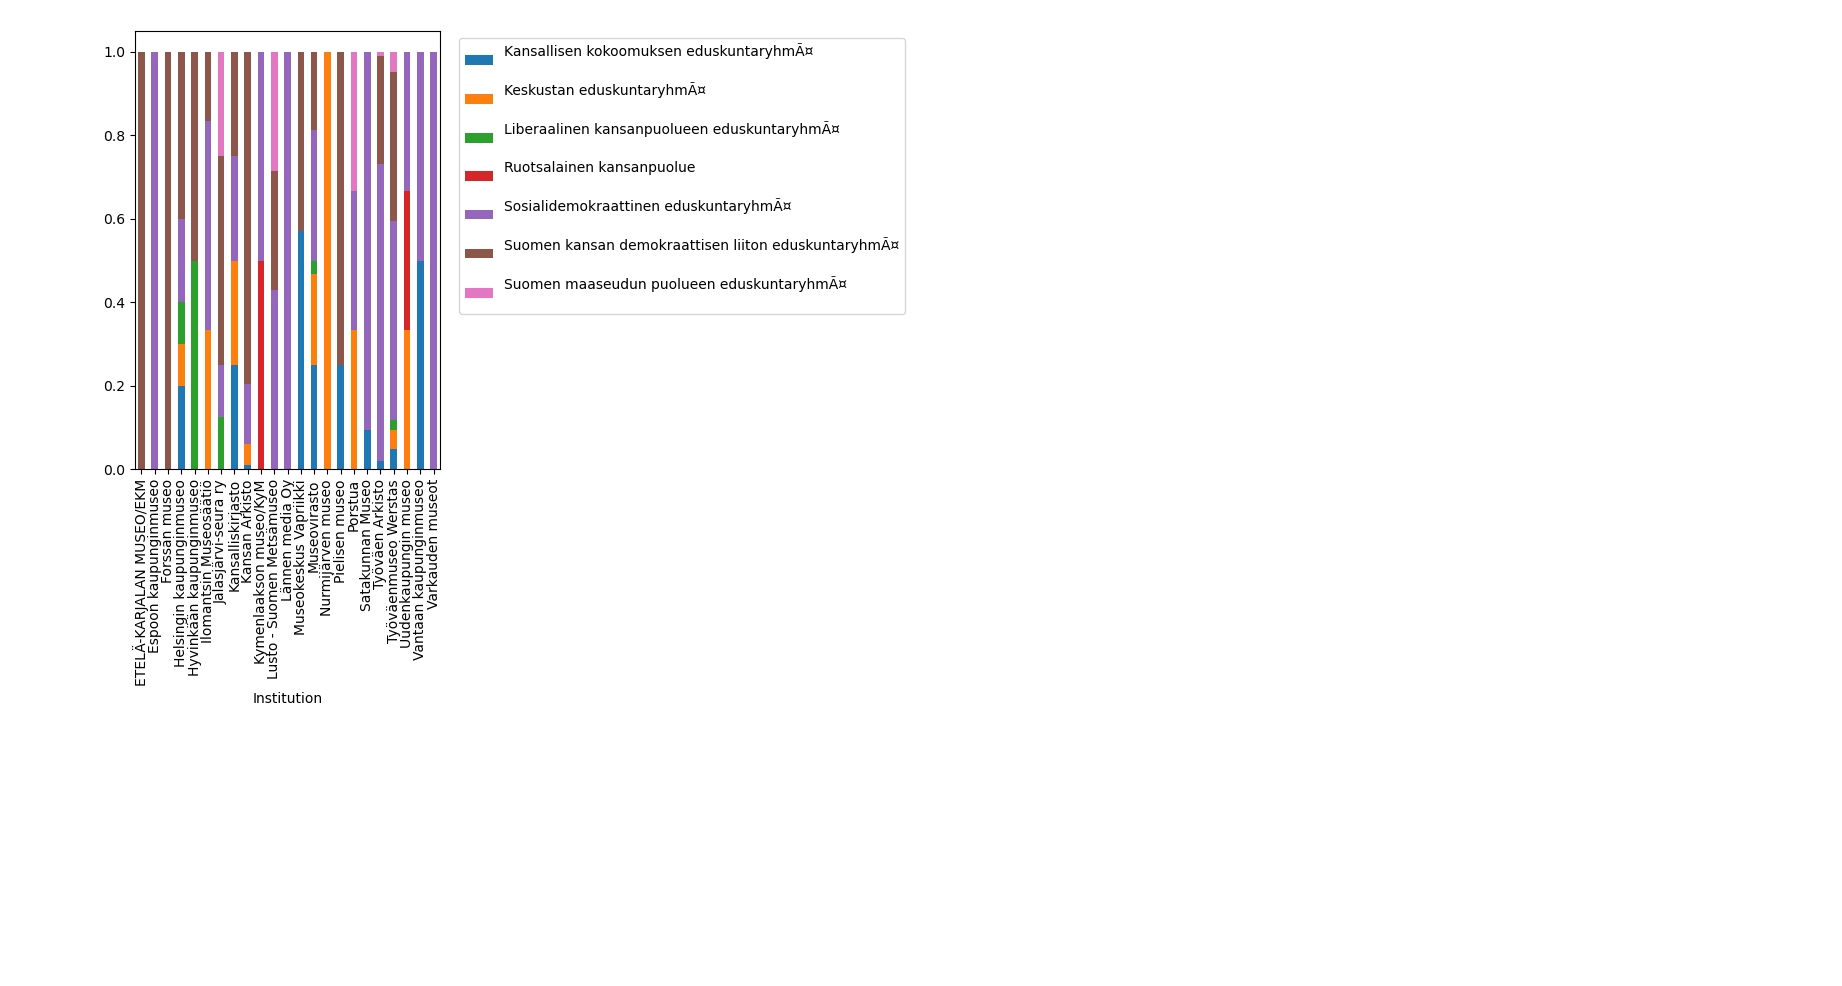 1.0
0.8
0.6
0.4
0.2
0.0
Kansallisen kokoomuksen eduskuntaryhmÃ¤
Keskustan eduskuntaryhmÃ¤
Liberaalinen kansanpuolueen eduskuntaryhmÃ¤
Ruotsalainen kansanpuolue
Sosialidemokraattinen eduskuntaryhmÃ¤
Suomen kansan demokraattisen liiton eduskuntaryhmÃ¤
Suomen maaseudun puolueen eduskuntaryhmÃ¤
ETELÄ-KARJALAN MUSEO/EKM
Espoon kaupunginmuseo
Forssan museo
Helsingin kaupunginmuseo
Hyvinkään kaupunginmuseo
Ilomantsin Museosäätiö
Jalasjärvi-seura ry
Kansalliskirjasto
Kansan Arkisto
Kymenlaakson museo/KyM
Lusto - Suomen Metsämuseo
Lännen media Oy
Museokeskus Vapriikki
Museovirasto
Nurmijärven museo
Pielisen museo
Porstua
Satakunnan Museo
Työväen Arkisto
Työväenmuseo Werstas
Uudenkaupungin museo
Vantaan kaupunginmuseo
Varkauden museot
Institution